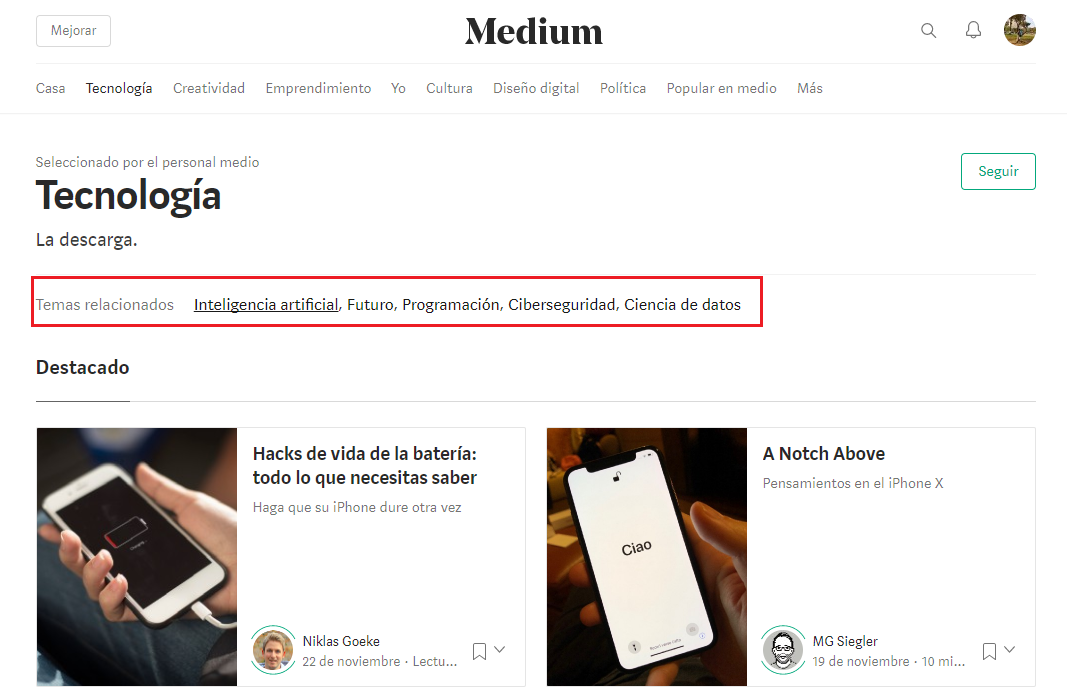 Mejorar
Medium
Casa Tecnología Creatividad Emprendimiento Yo Cultura Diseño digital Política Popular en medio Más
Seleccionado por el personal medio
Tecnología
Seguir
La descarga.
Temas relacionados Inteligencia artificial, Futuro, Programación, Ciberseguridad, Ciencia de datos
Destacado
Hacks de vida de la batería:
todo lo que necesitas saber
Haga que su iPhone dure otra vez
Niklas Goeke
22 de noviembre · Lectu...
Ciao
A Notch Above
Pensamientos en el iPhone X
MG Siegler
19 de noviembre · 10 mi...